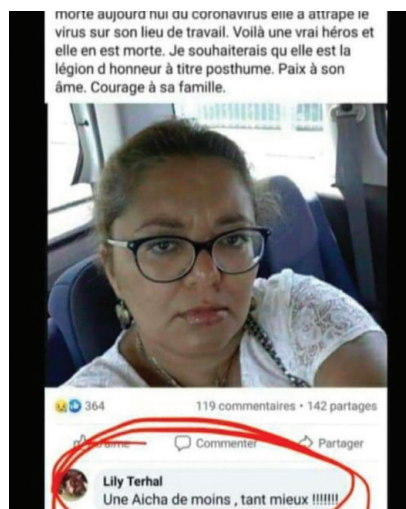 morte aujourd hui du coronavirus elle a attrapé le
virus sur son lieu de travail. Voilà une vrai héros et
elle en est morte. Je souhaiterais qu elle est la
légion d honneur à titre posthume. Paix à son
âme. Courage à sa famille.
364
119 commentaires • 142 partages
J'aime
Commenter
Partager
Lily Terhal
Une Aicha de moins , tant mieux !!!!!!!